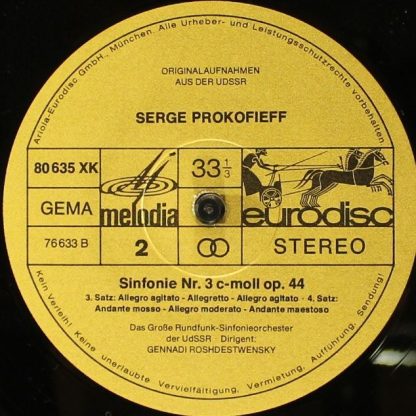 Ariola-Eurodisc GmbH., München. Alle Urheber- und Leistungsschutzrechte vorbehalten
ORIGINALAUFNAHMEN
AUS DER UDSSR
SERGE PROKOFIEFF
80 635 XK
33 1/3
GEMA
melodia
eurodisc
76 633 B
2
STEREO
Sinfonie Nr. 3 c-moll op. 44
3. Satz: Allegro agitato - Allegretto - Allegro agitato · 4. Satz:
Andante mosso - Allegro moderato - Andante maestoso
Das Große Rundfunk-Sinfonieorchester
der UdSSR · Dirigent:
GENNADI ROSHDESTWENSKY
Kein Verleih! Keine unerlaubte Vervielfältigung, Vermietung, Aufführung, Sendung!